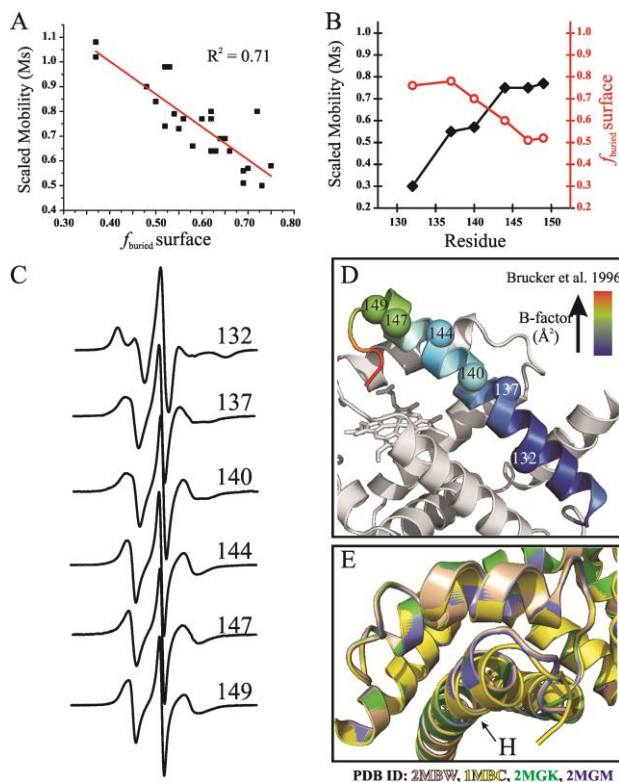 A
Scaled Mobility (Ms)
1.1
1.0
0.9
0.8
0.7
0.6
0.5
0.4
R² = 0.71
0.30 0.40 0.50 0.60 0.70 0.80
f buried surface
B
Scaled Mobility (Ms)
1.0
0.9
0.8
0.7
0.6
0.5
0.4
0.3
0.2
1.0
0.9
0.8
0.7
0.6
0.5
0.4
0.3
0.2
f buried surface
130 135 140 145 150
Residue
C
132
137
140
144
147
149
D
Brucker et al. 1996
B-factor
(Å²)
149
147
144
140
137
132
E
H
PDB ID: 2MBW, 1MBC, 2MGK, 2MGM